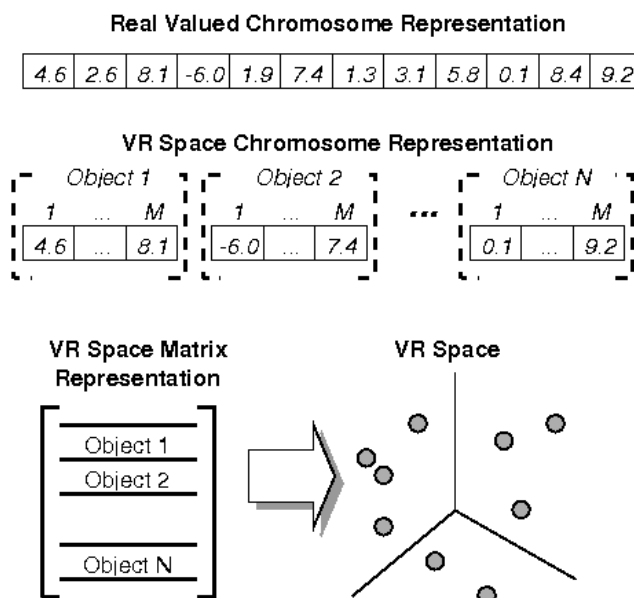 Real Valued Chromosome Representation
4.6 2.6 8.1 -6.0 1.9 7.4 1.3 3.1 5.8 0.1 8.4 9.2
VR Space Chromosome Representation
Object 1 Object 2 Object N
1 ... M 1 ... M ... 1 ... M
4.6 ... 8.1 -6.0 ... 7.4 0.1 ... 9.2
VR Space Matrix
Representation
VR Space
Object 1
Object 2
Object N